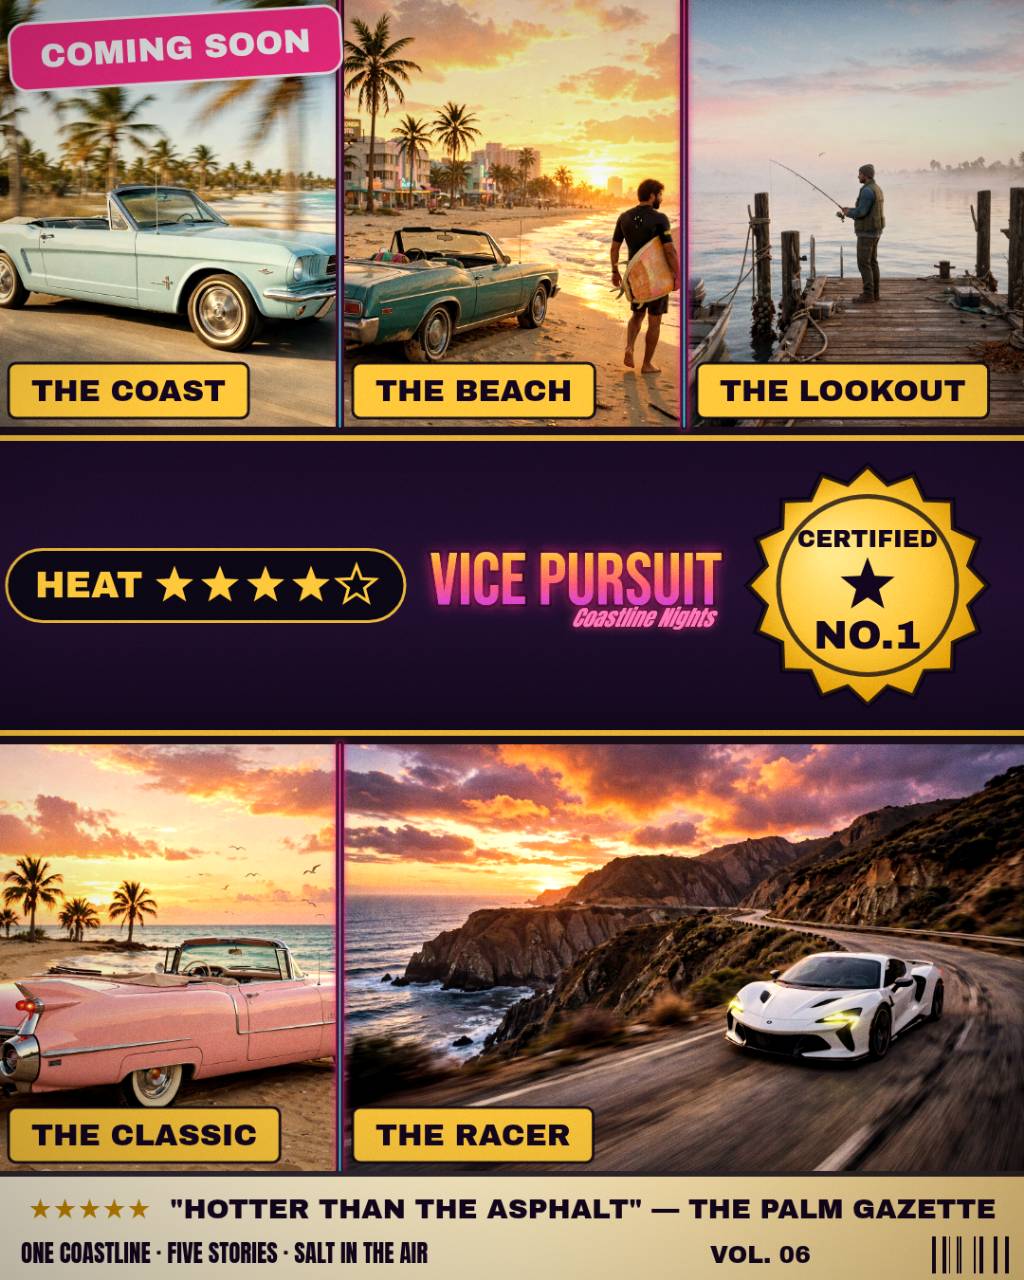 COMING SOON
THE COAST
THE BEACH
THE LOOKOUT
HEAT
VICE PURSUIT
Coastline Nights
CERTIFIED
NO.1
THE CLASSIC
THE RACER
"HOTTER THAN THE ASPHALT" — THE PALM GAZETTE
ONE COASTLINE · FIVE STORIES · SALT IN THE AIR
VOL. 06